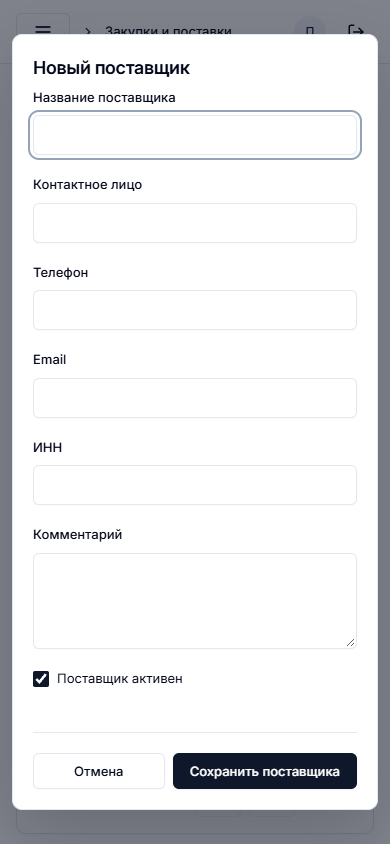 Закупки и поставки
Новый поставщик
Название поставщика
Контактное лицо
Телефон
Email
ИНН
Комментарий
Поставщик активен
Отмена
Сохранить поставщика